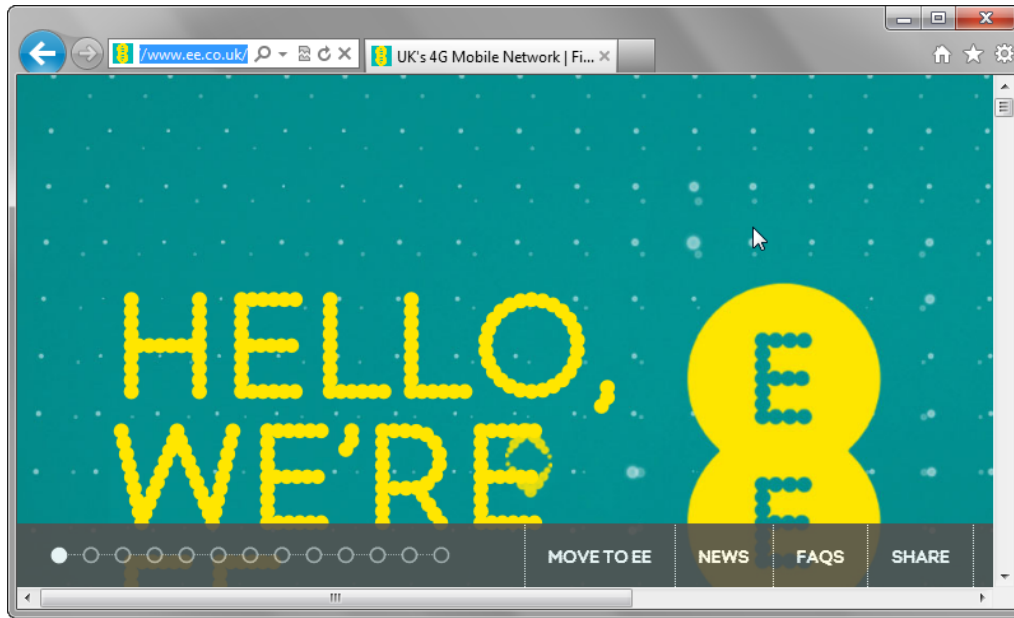 /www.ee.co.uk/
UK's 4G Mobile Network | Fi...
HELLO,
WE'RE
EE
E
E
MOVE TO EE
NEWS
FAQS
SHARE